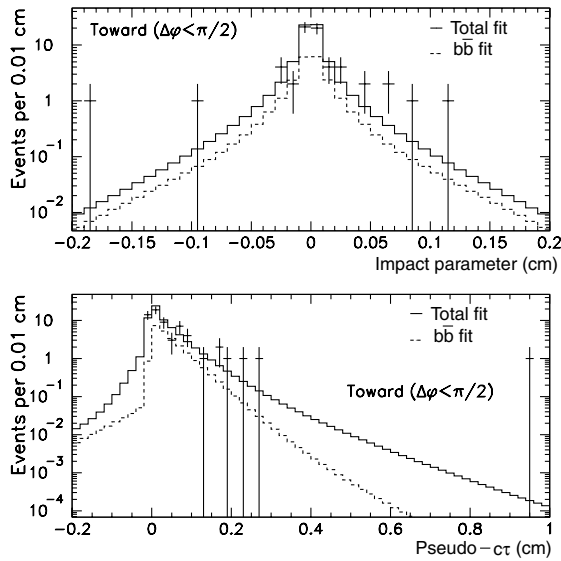 Toward (Δφ<π/2)
Total fit
bb̅ fit
Events per 0.01 cm
10
1
10⁻¹
10⁻²
-0.2 -0.15 -0.1 -0.05 0 0.05 0.1 0.15 0.2
Impact parameter (cm)
Total fit
bb̅ fit
Toward (Δφ<π/2)
Events per 0.01 cm
10
1
10⁻¹
10⁻²
10⁻³
10⁻⁴
-0.2 0 0.2 0.4 0.6 0.8 1
Pseudo-cτ (cm)